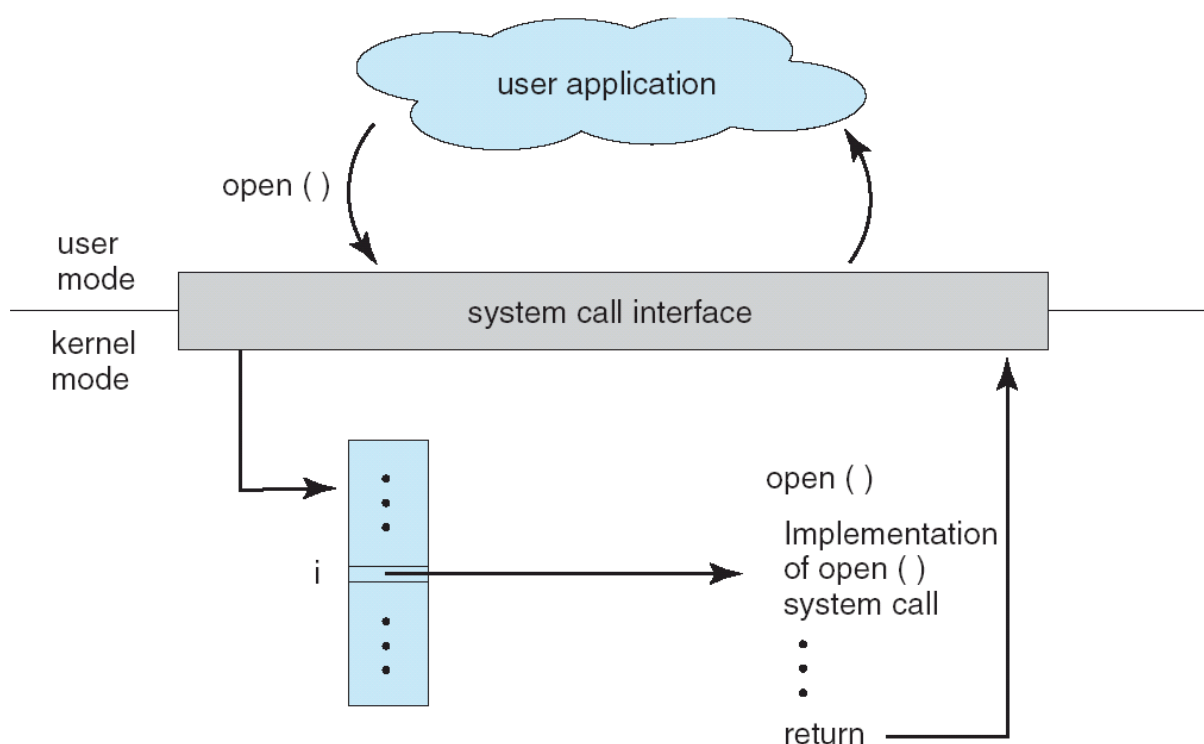 user application
open ( )
user
mode
system call interface
kernel
mode
open ( )
Implementation
i
of open ( )
system call
return